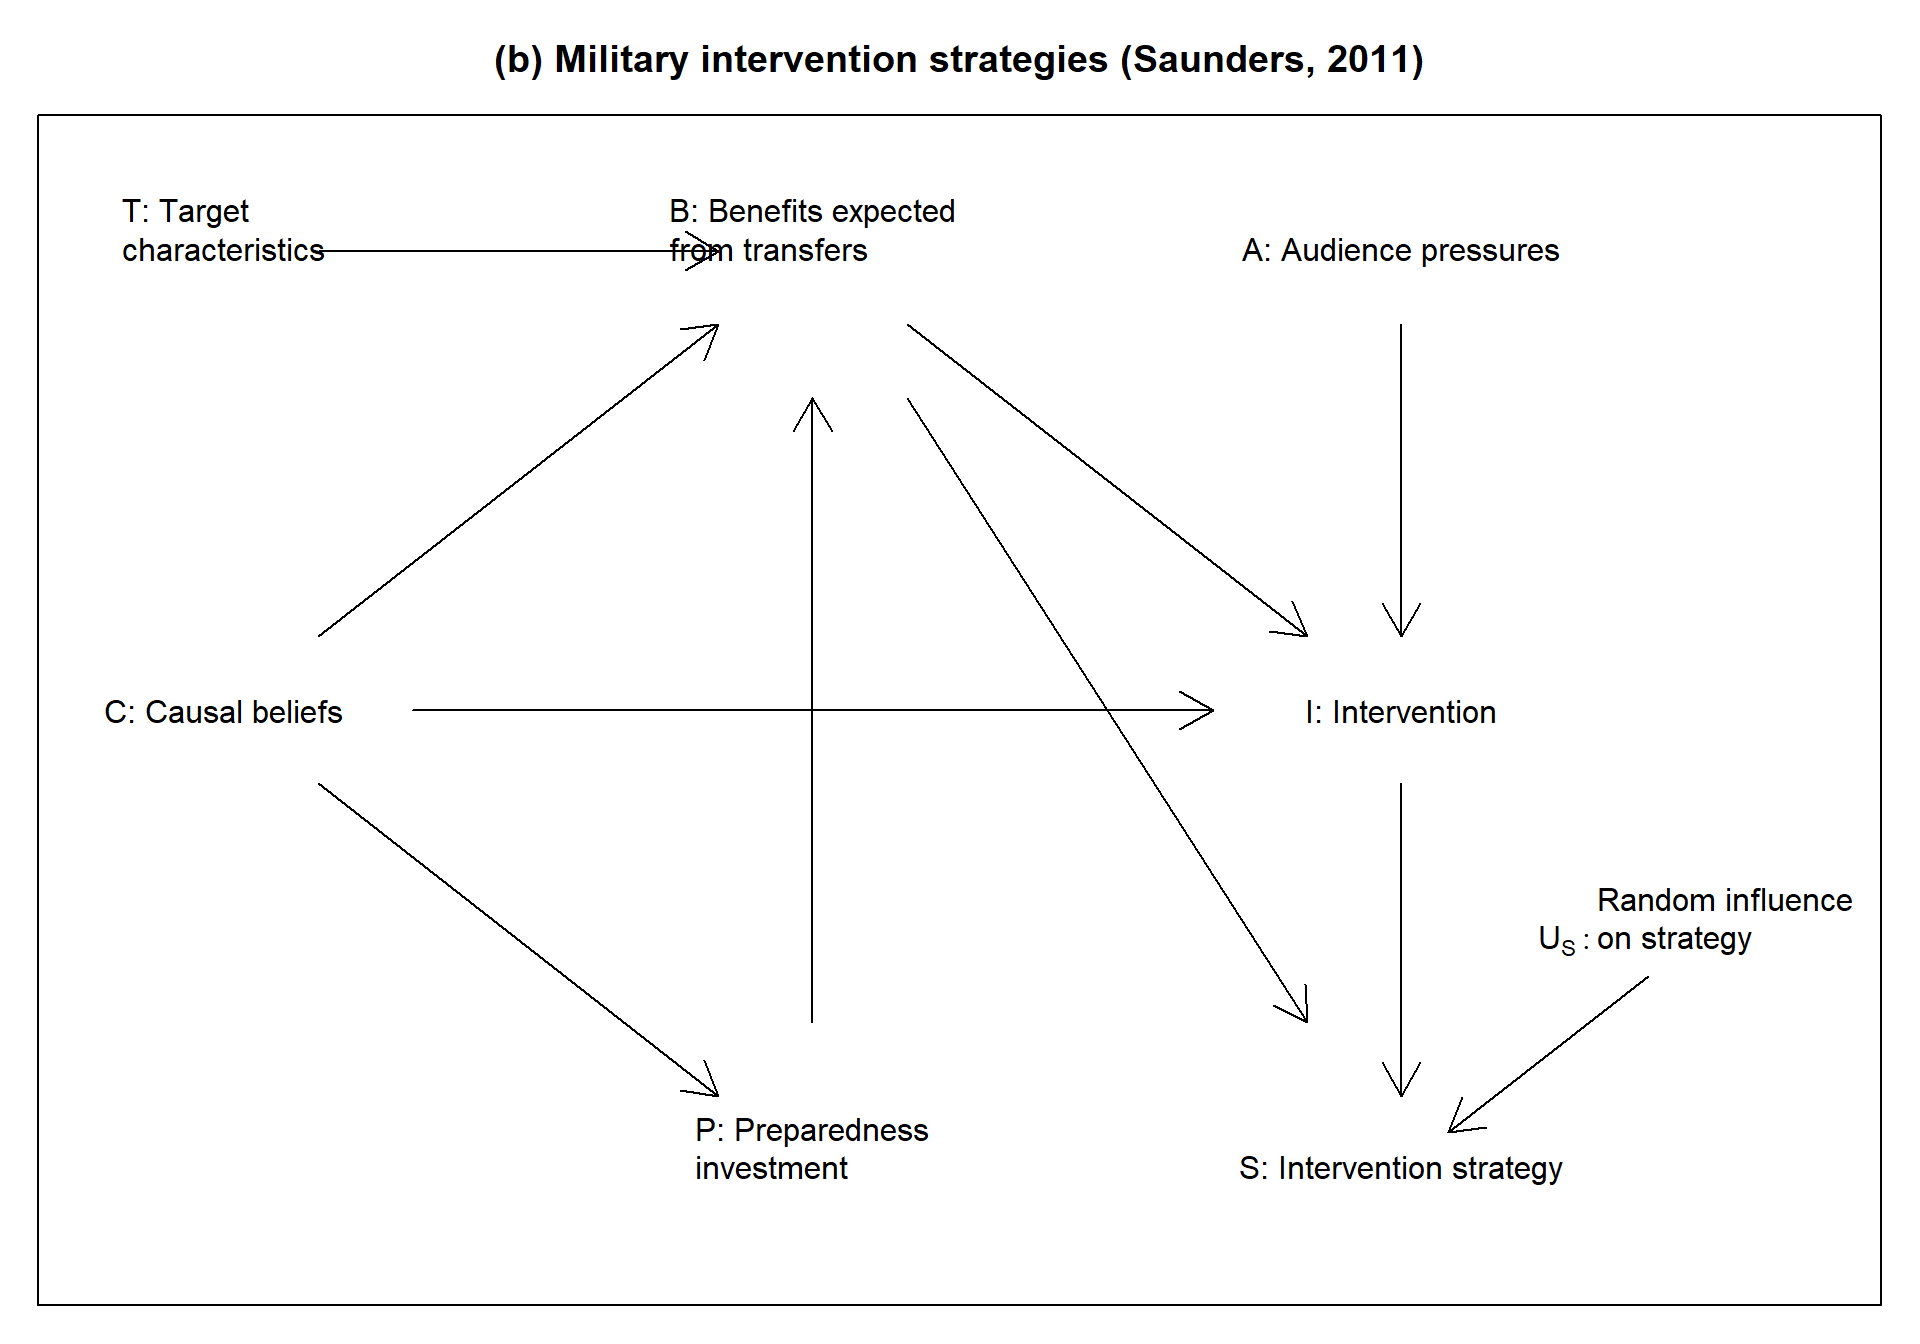 (b) Military intervention strategies (Saunders, 2011)
T: Target
characteristics
B: Benefits expected
from transfers
A: Audience pressures
C: Causal beliefs
I: Intervention
Random influence
U_S : on strategy
P: Preparedness
investment
S: Intervention strategy